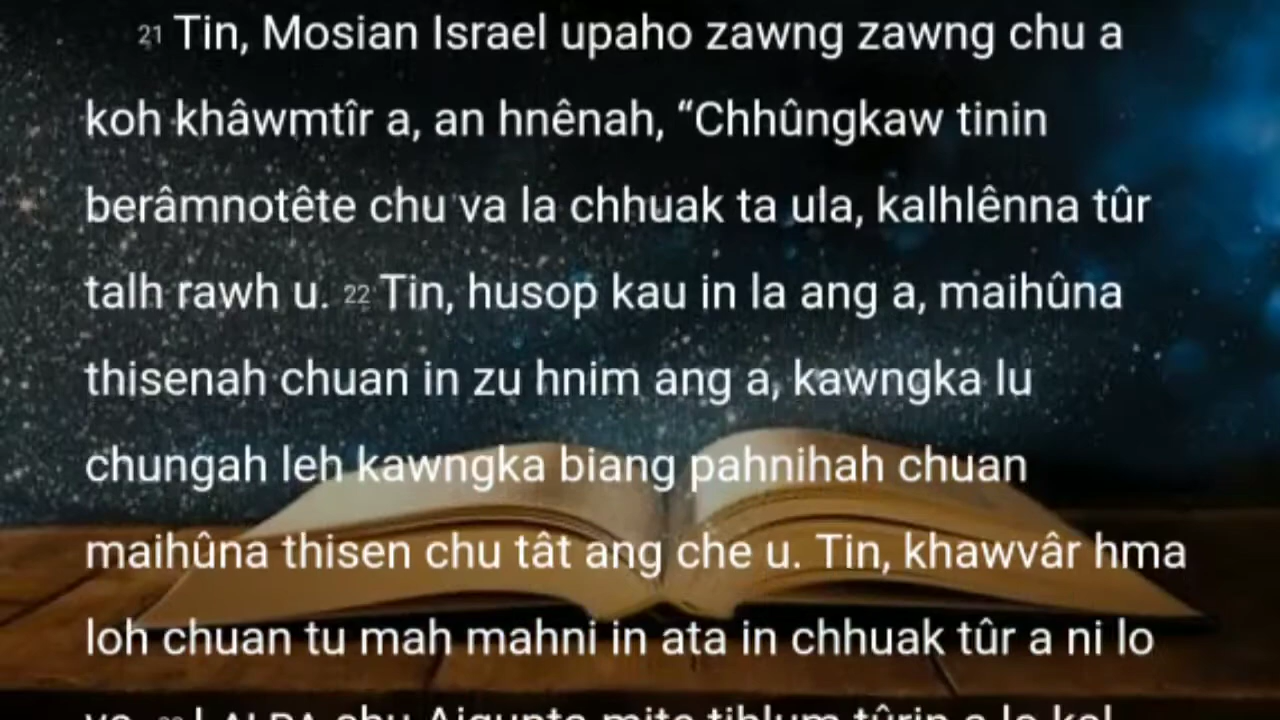 21 Tin, Mosian Israel upaho zawng zawng chu a
koh khâwmtîr a, an hnênah, “Chhûngkaw tinin
berâmnotête chu va la chhuak ta ula, kalhlênna tûr
talh rawh u. 22 Tin, husop kau in la ang a, maihûna
thisenah chuan in zu hnim ang a, kawngka lu
chungah leh kawngka biang pahnihah chuan
maihûna thisen chu tât ang che u. Tin, khawvâr hma
loh chuan tu mah mahni in ata in chhuak tûr a ni lo